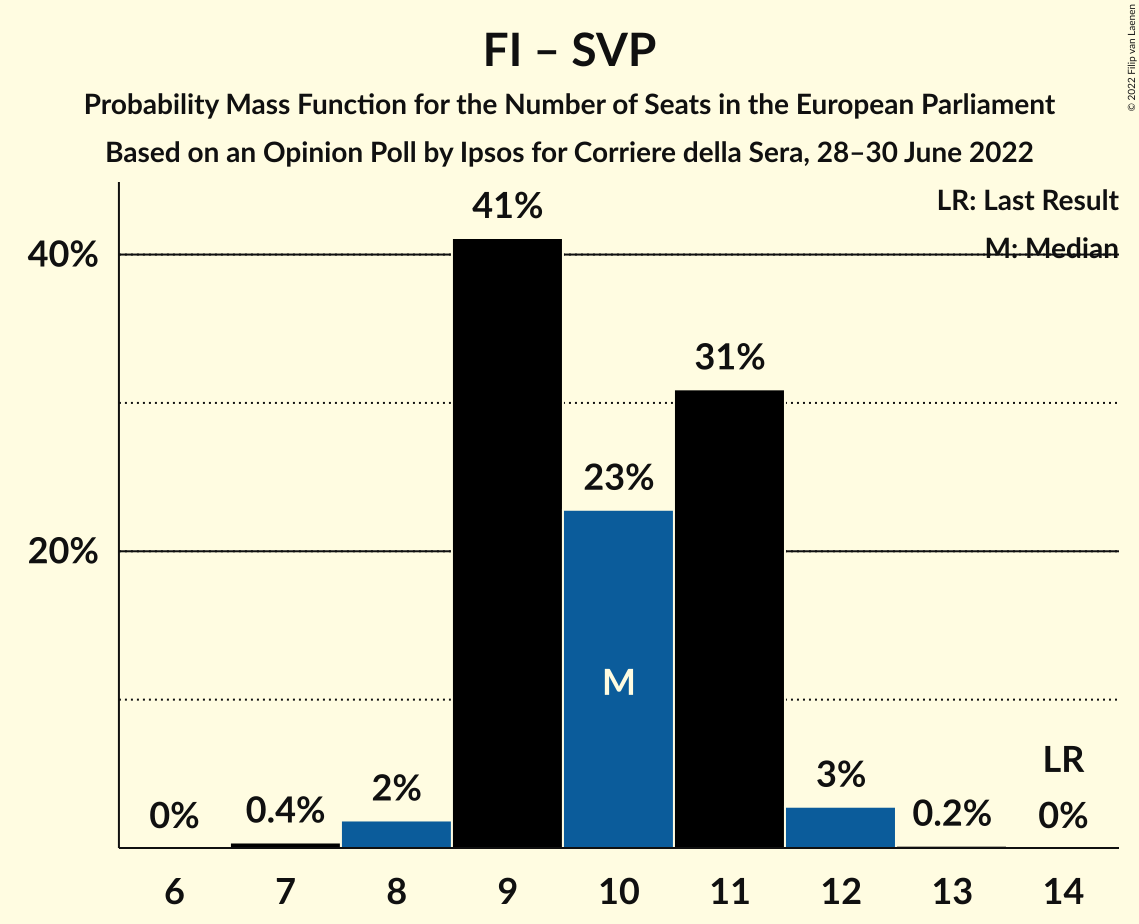 FI – SVP
Probability Mass Function for the Number of Seats in the European Parliament
Based on an Opinion Poll by Ipsos for Corriere della Sera, 28–30 June 2022
© 2022 Filip van Laenen
LR: Last Result
M: Median
40%
20%
0%
0.4%
2%
41%
23%
31%
3%
0.2%
0%
M
LR
6 7 8 9 10 11 12 13 14